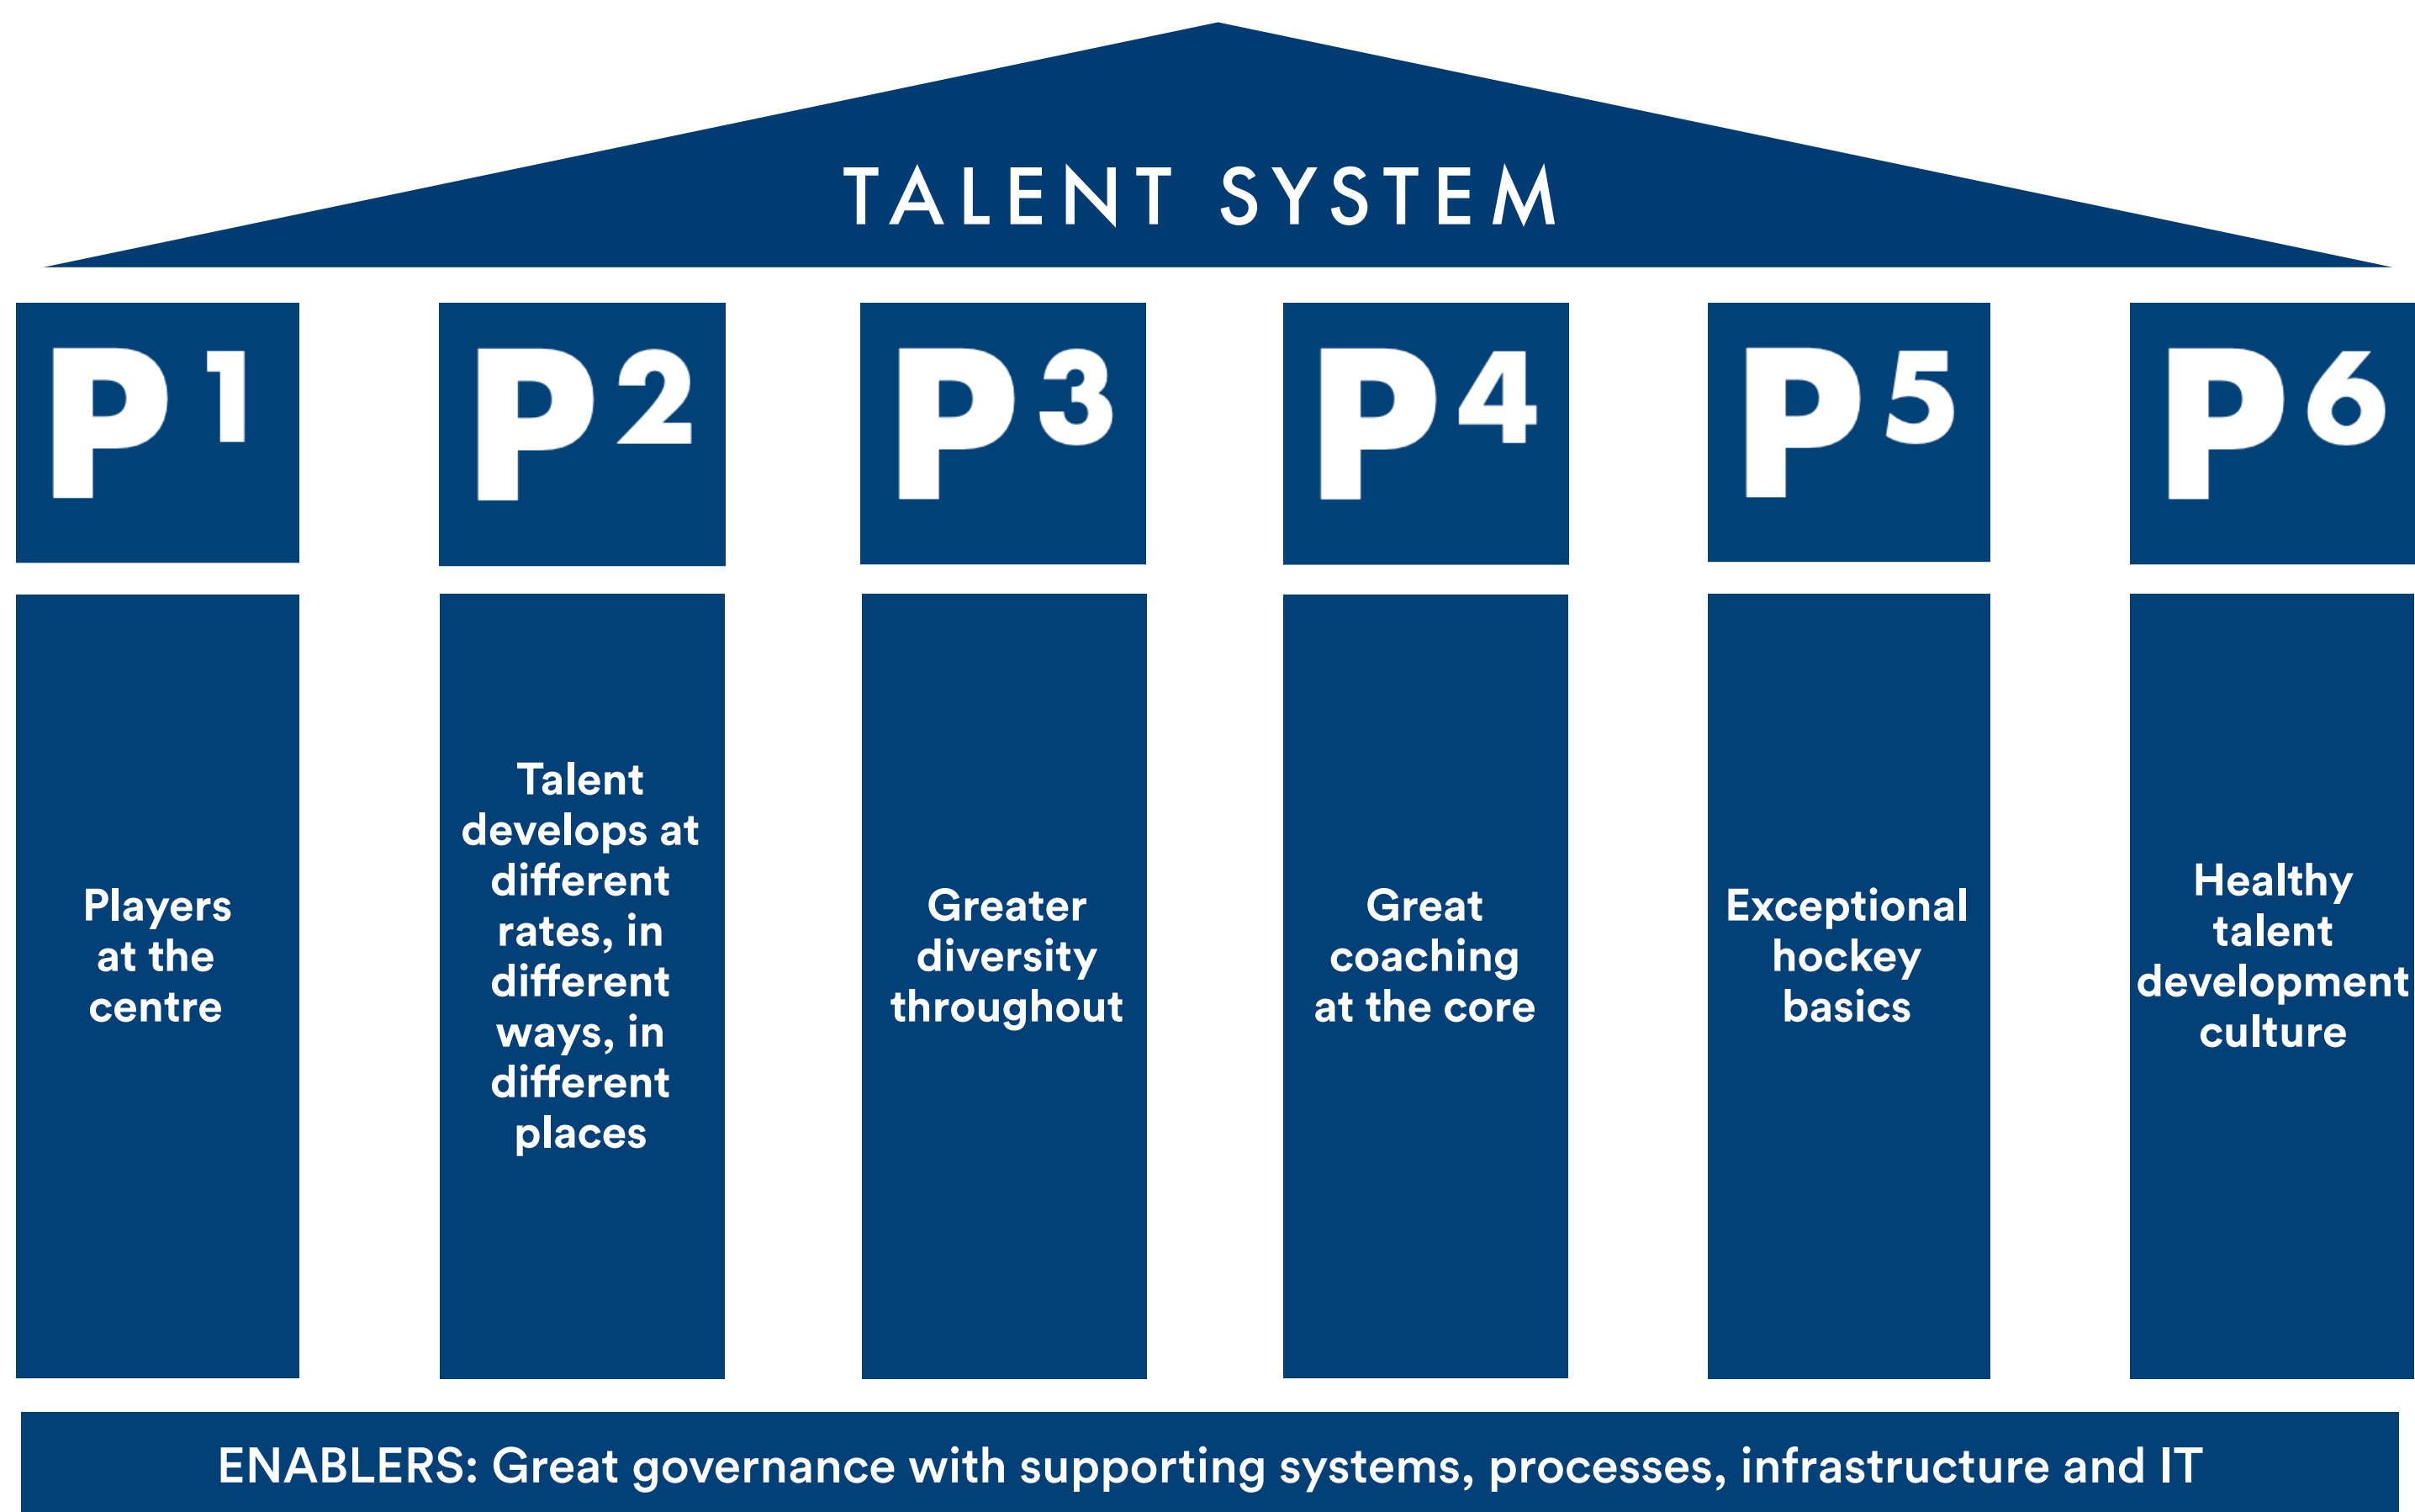 TALENT SYSTEM
P1
P2
P3
P4
P5
P6
Players
at the
centre
Talent
develops at
different
rates, in
different
ways, in
different
places
Greater
diversity
throughout
Great
coaching
at the core
Exceptional
hockey
basics
Healthy
talent
development
culture
ENABLERS: Great governance with supporting systems, processes, infrastructure and IT